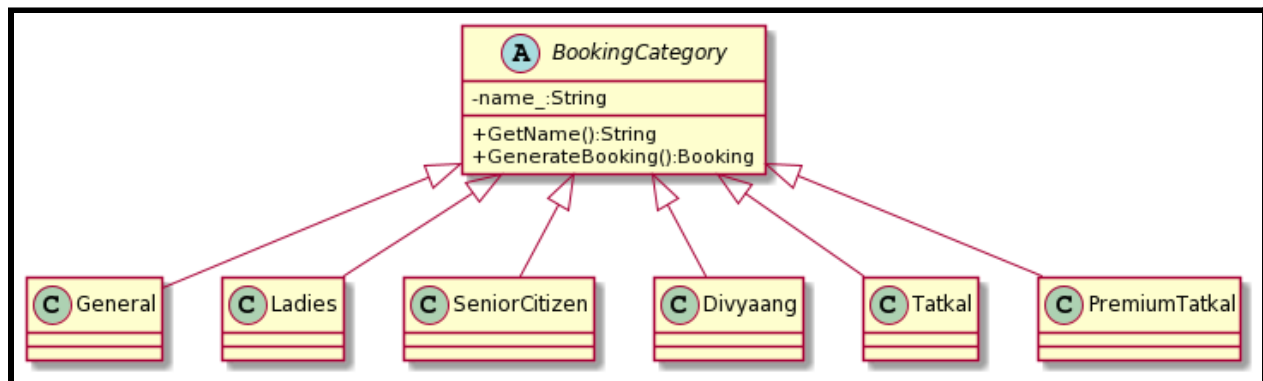 A BookingCategory
-name_:String
+GetName():String
+GenerateBooking():Booking
C General
C Ladies
C SeniorCitizen
C Divyaang
C Tatkal
C PremiumTatkal